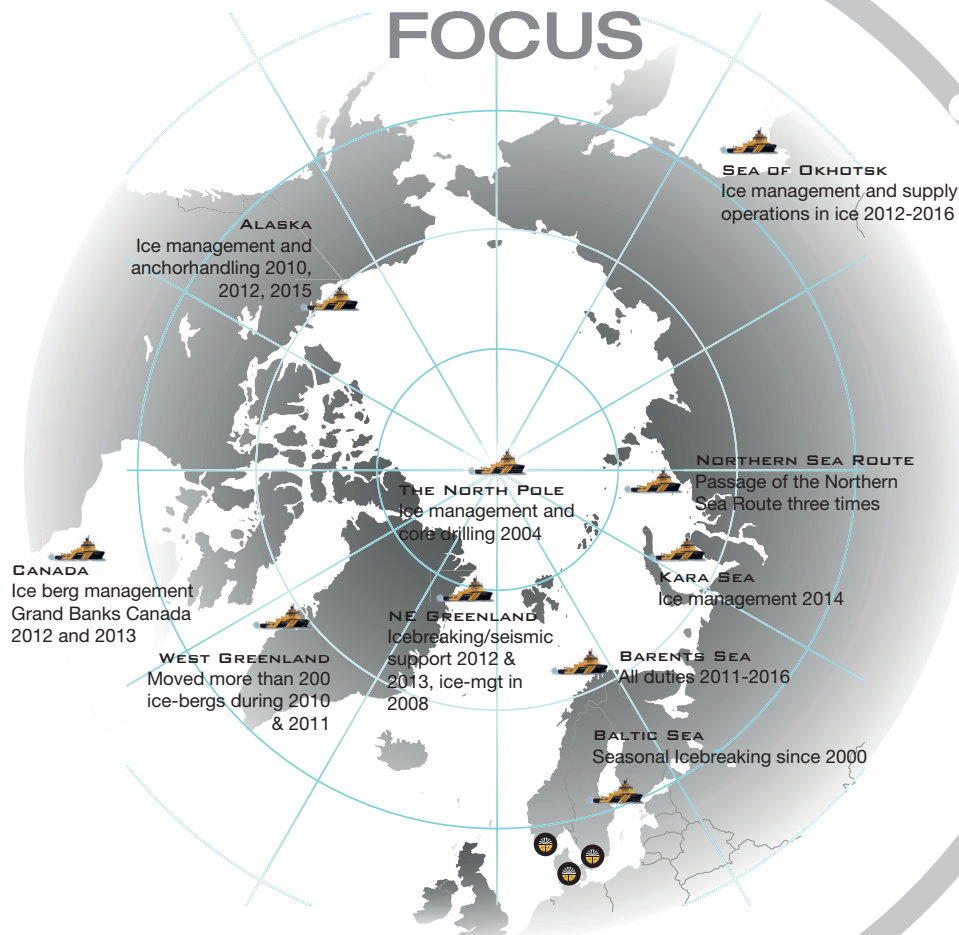 FOCUS
SEA OF OKHOTSK
Ice management and supply
operations in ice 2012-2016
ALASKA
Ice management and
anchorhandling 2010,
2012, 2015
NORTHERN SEA ROUTE
Passage of the Northern
Sea Route three times
THE NORTH POLE
Ice management and
core drilling 2004
CANADA
Ice berg management
Grand Banks Canada
2012 and 2013
KARA SEA
Ice management 2014
NE GREENLAND
Icebreaking/seismic
support 2012 &
2013, ice-mgt in
2008
WEST GREENLAND
Moved more than 200
ice-bergs during 2010
& 2011
BARENTS SEA
All duties 2011-2016
BALTIC SEA
Seasonal Icebreaking since 2000